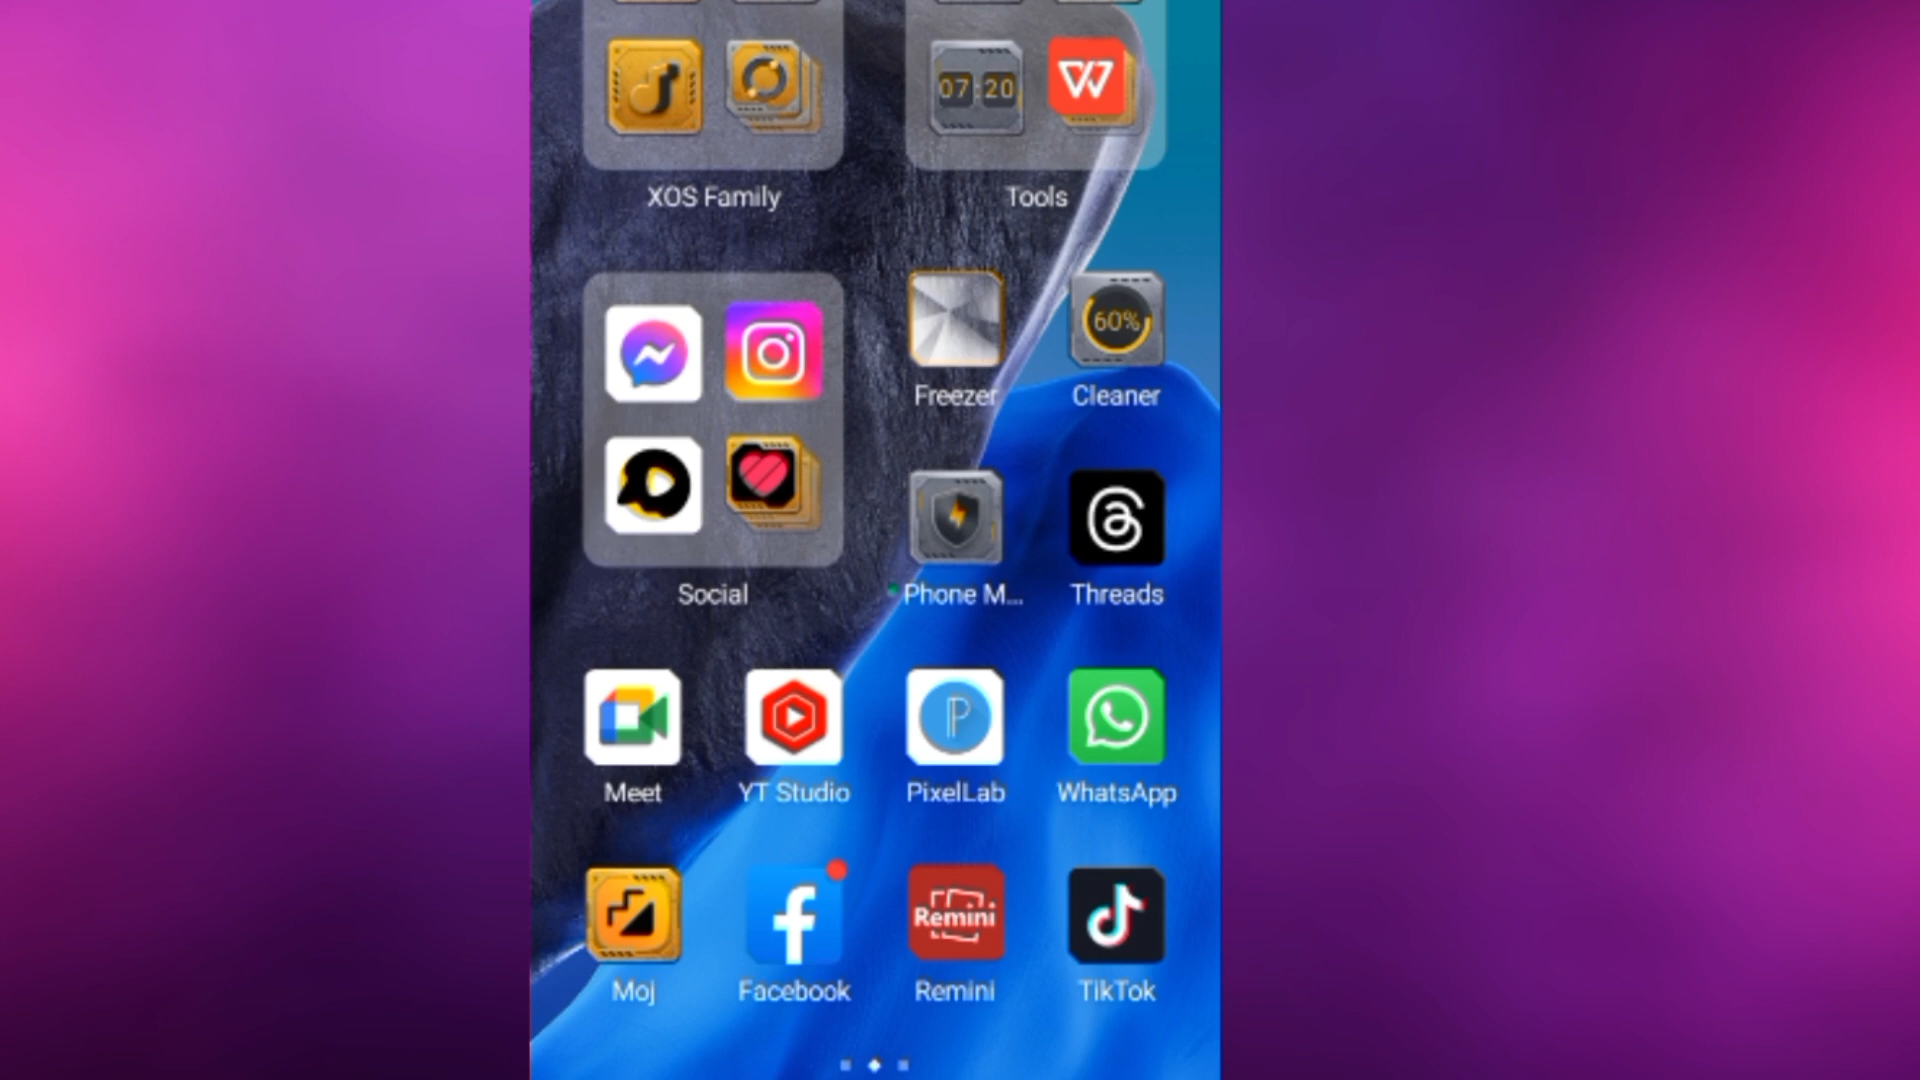 07:20
XOS Family
Tools
60%
Freezer
Cleaner
Social
Phone M...
Threads
Meet
YT Studio
PixelLab
WhatsApp
Remini
Moj
Facebook
Remini
TikTok